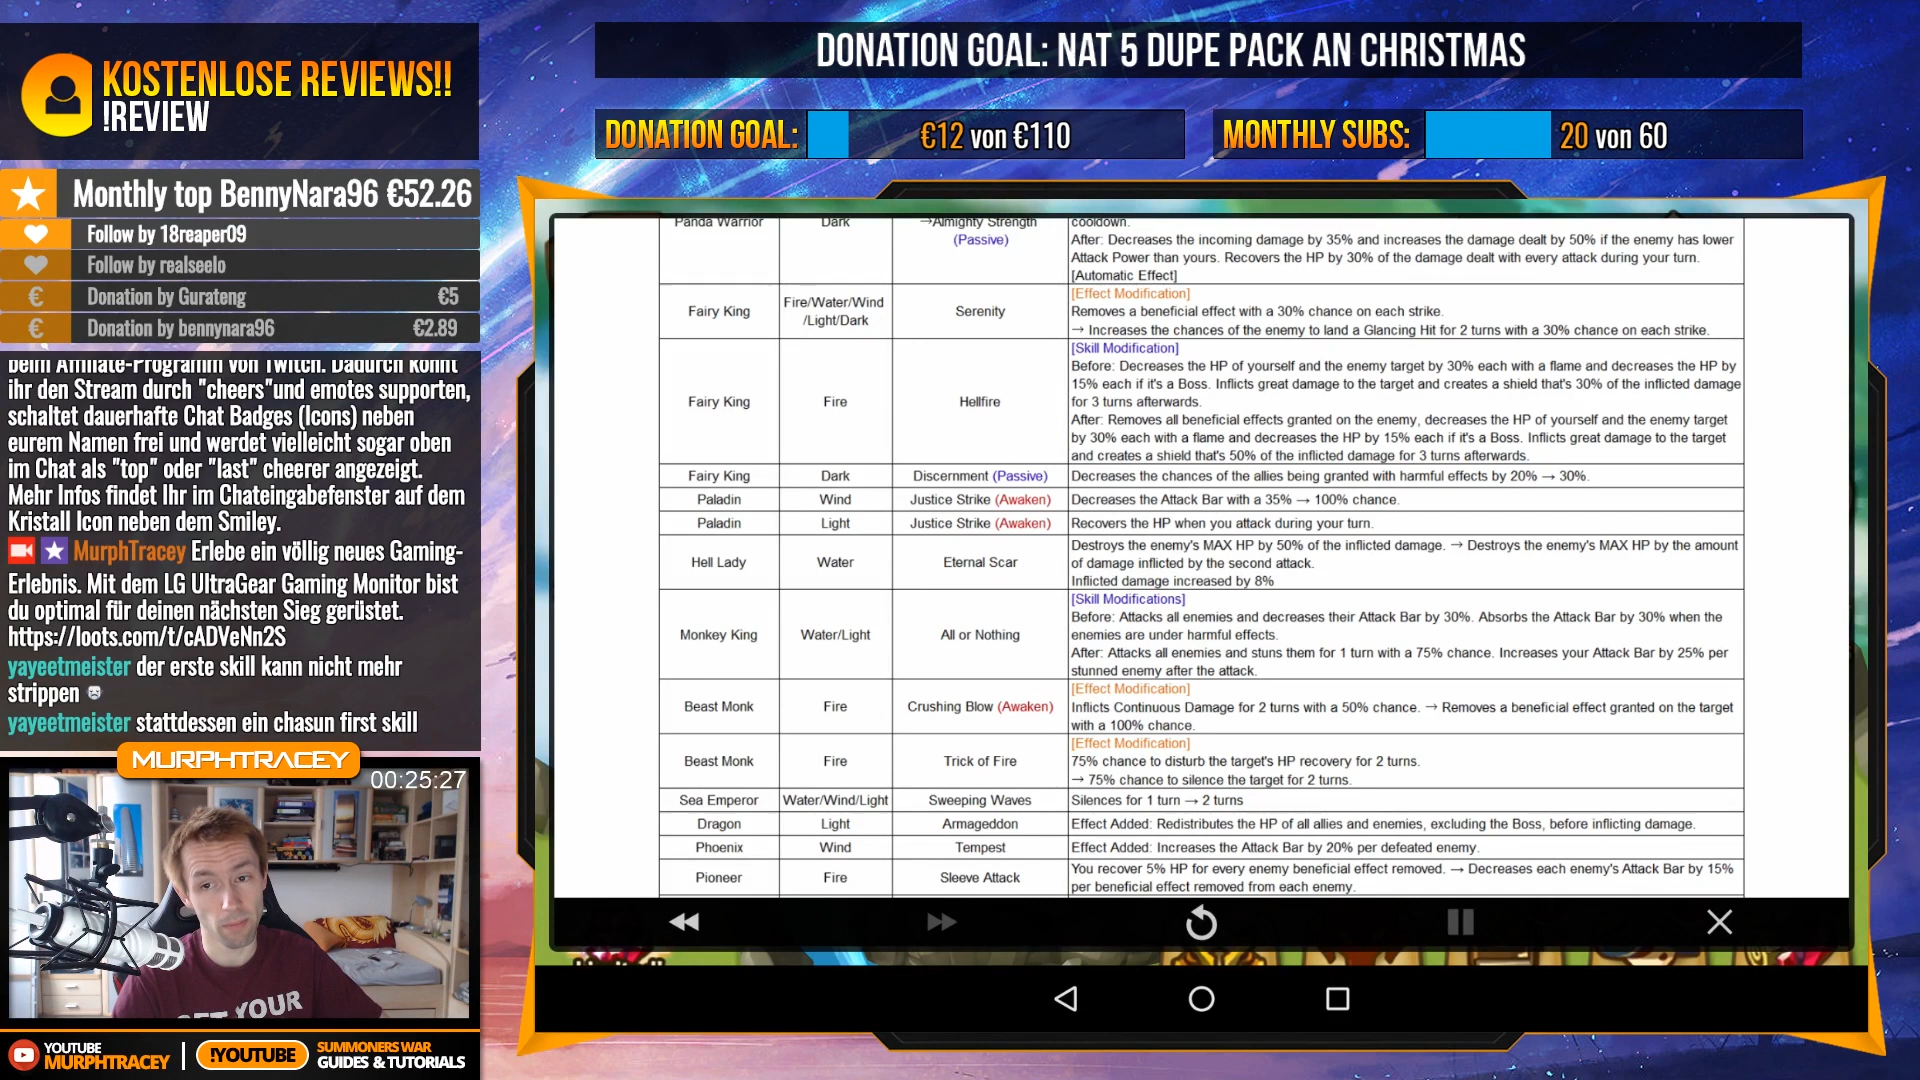 KOSTENLOSE REVIEWS!!
!REVIEW
Monthly top BennyNara96 €52.26
Follow by 18reaper09
Follow by realseelo
€ Donation by Gurateng €5
€ Donation by bennynara96 €2.89
beim Affiliate-Programm von Twitch. Dadurch könnt
ihr den Stream durch "cheers"und emotes supporten,
schaltet dauerhafte Chat Badges (Icons) neben
eurem Namen frei und werdet vielleicht sogar oben
im Chat als "top" oder "last" cheerer angezeigt.
Mehr Infos findet Ihr im Chateingabefenster auf dem
Kristall Icon neben dem Smiley.
MurphTracey Erlebe ein völlig neues Gaming-
Erlebnis. Mit dem LG UltraGear Gaming Monitor bist
du optimal für deinen nächsten Sieg gerüstet.
https://loots.com/t/cADVeNn2S
yayeetmeister der erste skill kann nicht mehr
strippen
yayeetmeister stattdessen ein chasun first skill
MURPHTRACEY
00:25:27
GET YOUR
YOUTUBE
MURPHTRACEY
!YOUTUBE
SUMMONERS WAR
GUIDES & TUTORIALS
DONATION GOAL: NAT 5 DUPE PACK AN CHRISTMAS
DONATION GOAL: €12 von €110
MONTHLY SUBS: 20 von 60
Panda Warrior Dark →Almighty Strength cooldown.
(Passive) After: Decreases the incoming damage by 35% and increases the damage dealt by 50% if the enemy has lower
Attack Power than yours. Recovers the HP by 30% of the damage dealt with every attack during your turn.
[Automatic Effect]
[Effect Modification]
Fairy King Fire/Water/Wind Serenity Removes a beneficial effect with a 30% chance on each strike.
/Light/Dark → Increases the chances of the enemy to land a Glancing Hit for 2 turns with a 30% chance on each strike.
[Skill Modification]
Before: Decreases the HP of yourself and the enemy target by 30% each with a flame and decreases the HP by
15% each if it's a Boss. Inflicts great damage to the target and creates a shield that's 30% of the inflicted damage
Fairy King Fire Hellfire for 3 turns afterwards.
After: Removes all beneficial effects granted on the enemy, decreases the HP of yourself and the enemy target
by 30% each with a flame and decreases the HP by 15% each if it's a Boss. Inflicts great damage to the target
and creates a shield that's 50% of the inflicted damage for 3 turns afterwards.
Fairy King Dark Discernment (Passive) Decreases the chances of the allies being granted with harmful effects by 20% → 30%.
Paladin Wind Justice Strike (Awaken) Decreases the Attack Bar with a 35% → 100% chance.
Paladin Light Justice Strike (Awaken) Recovers the HP when you attack during your turn.
Destroys the enemy's MAX HP by 50% of the inflicted damage. → Destroys the enemy's MAX HP by the amount
Hell Lady Water Eternal Scar of damage inflicted by the second attack.
Inflicted damage increased by 8%
[Skill Modifications]
Before: Attacks all enemies and decreases their Attack Bar by 30%. Absorbs the Attack Bar by 30% when the
Monkey King Water/Light All or Nothing enemies are under harmful effects.
After: Attacks all enemies and stuns them for 1 turn with a 75% chance. Increases your Attack Bar by 25% per
stunned enemy after the attack.
[Effect Modification]
Beast Monk Fire Crushing Blow (Awaken) Inflicts Continuous Damage for 2 turns with a 50% chance. → Removes a beneficial effect granted on the target
with a 100% chance.
[Effect Modification]
Beast Monk Fire Trick of Fire 75% chance to disturb the target's HP recovery for 2 turns.
→ 75% chance to silence the target for 2 turns.
Sea Emperor Water/Wind/Light Sweeping Waves Silences for 1 turn → 2 turns
Dragon Light Armageddon Effect Added: Redistributes the HP of all allies and enemies, excluding the Boss, before inflicting damage.
Phoenix Wind Tempest Effect Added: Increases the Attack Bar by 20% per defeated enemy.
Pioneer Fire Sleeve Attack You recover 5% HP for every enemy beneficial effect removed. → Decreases each enemy's Attack Bar by 15%
per beneficial effect removed from each enemy.